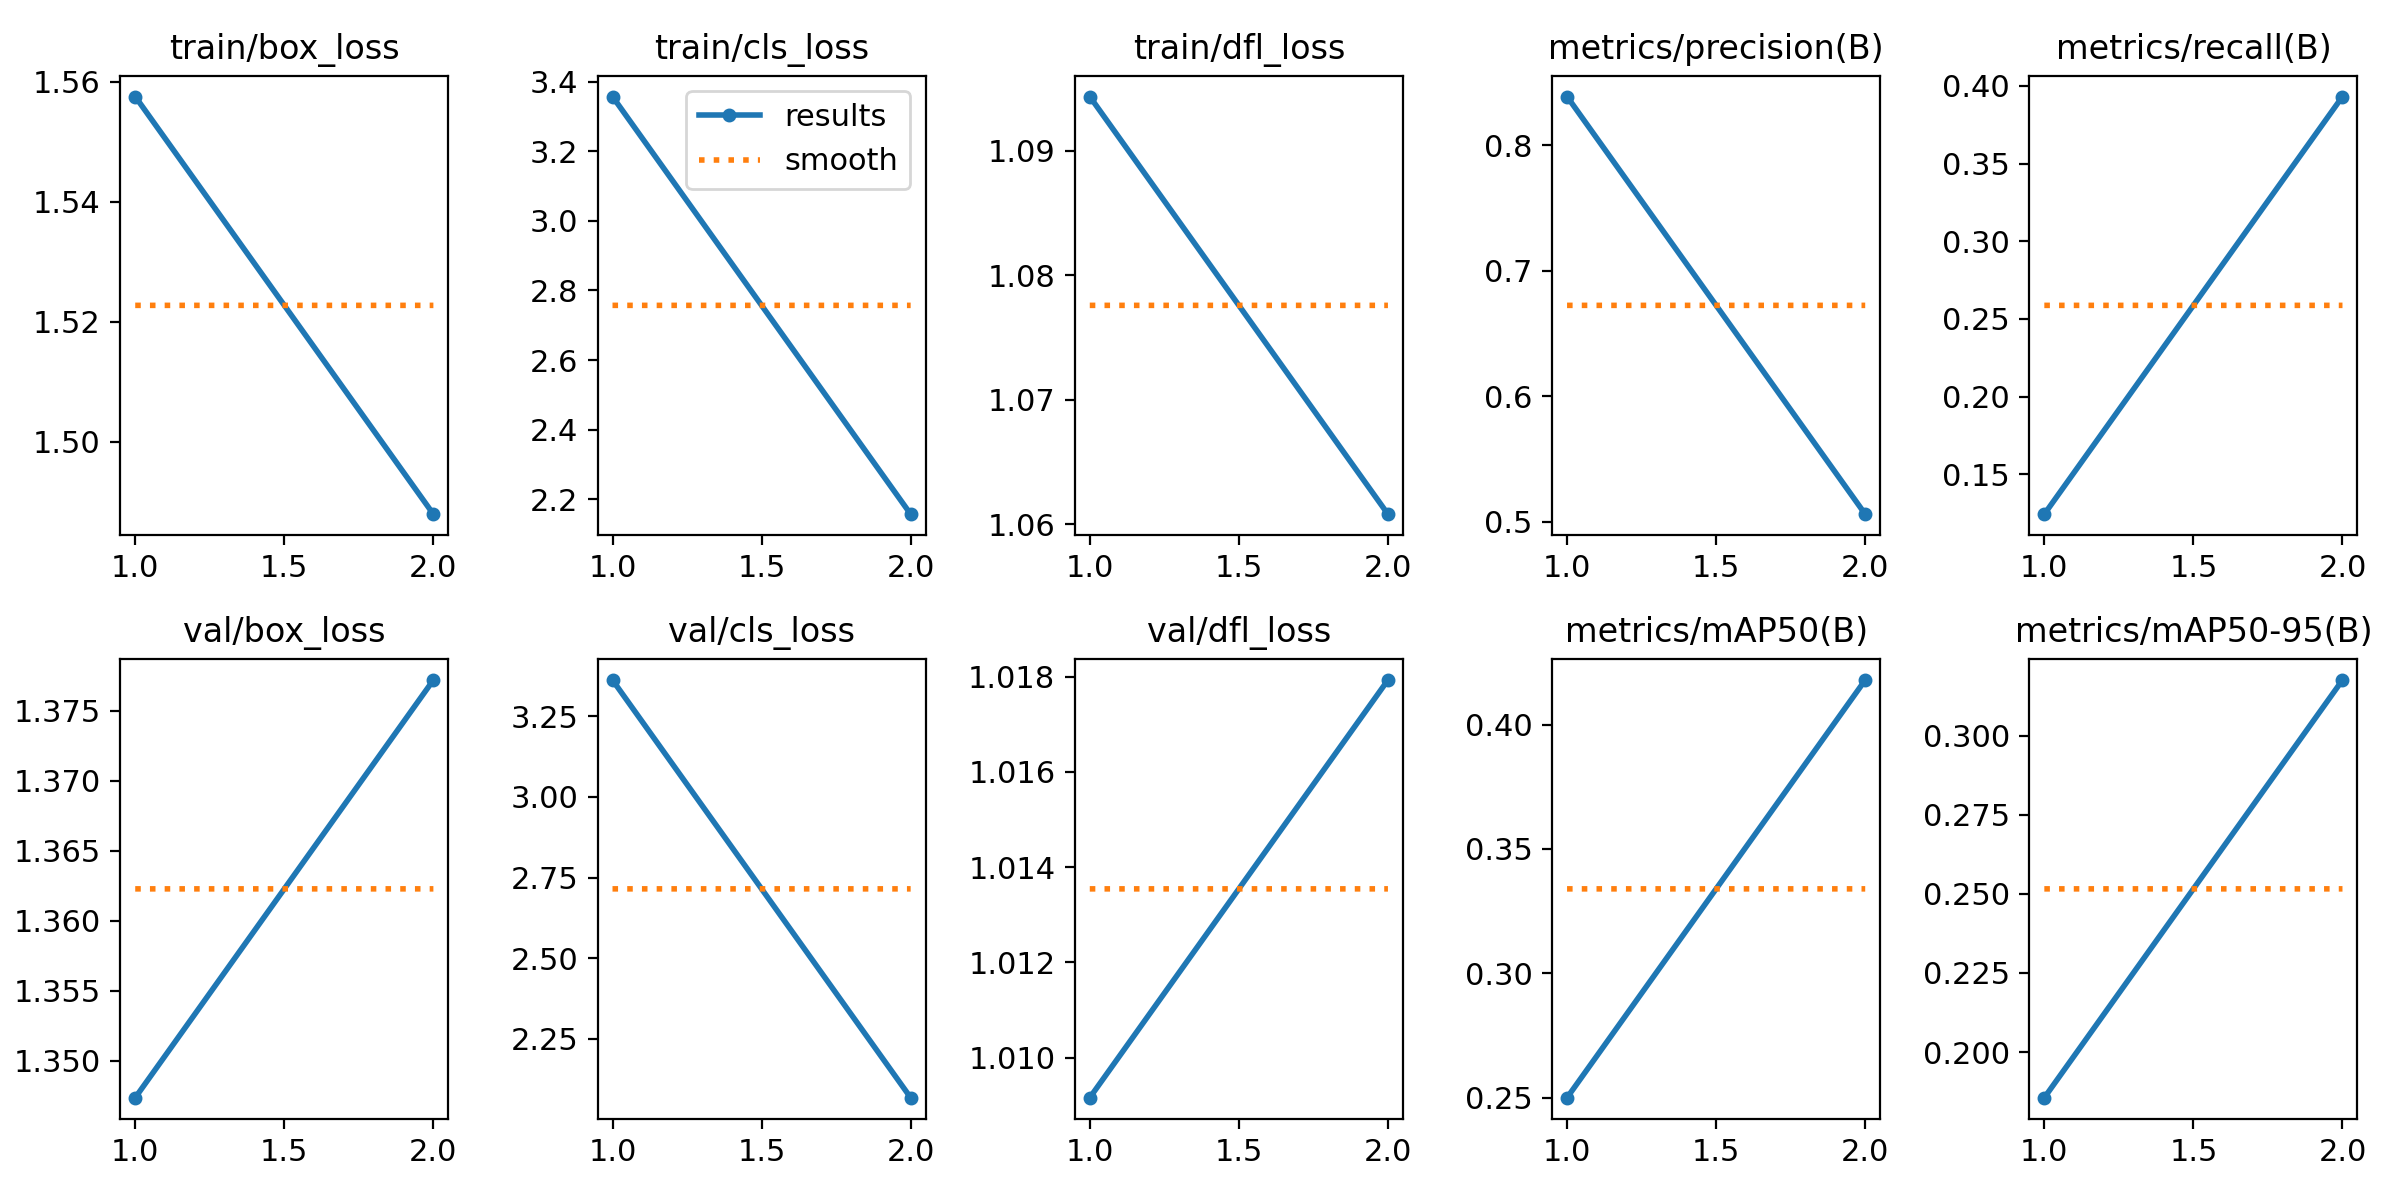 train/box_loss
1.56
1.54
1.52
1.50
1.0 1.5 2.0
train/cls_loss
3.4
3.2
3.0
2.8
2.6
2.4
2.2
results
smooth
1.0 1.5 2.0
train/dfl_loss
1.09
1.08
1.07
1.06
1.0 1.5 2.0
metrics/precision(B)
0.8
0.7
0.6
0.5
1.0 1.5 2.0
metrics/recall(B)
0.40
0.35
0.30
0.25
0.20
0.15
1.0 1.5 2.0
val/box_loss
1.375
1.370
1.365
1.360
1.355
1.350
1.0 1.5 2.0
val/cls_loss
3.25
3.00
2.75
2.50
2.25
1.0 1.5 2.0
val/dfl_loss
1.018
1.016
1.014
1.012
1.010
1.0 1.5 2.0
metrics/mAP50(B)
0.40
0.35
0.30
0.25
1.0 1.5 2.0
metrics/mAP50-95(B)
0.300
0.275
0.250
0.225
0.200
1.0 1.5 2.0